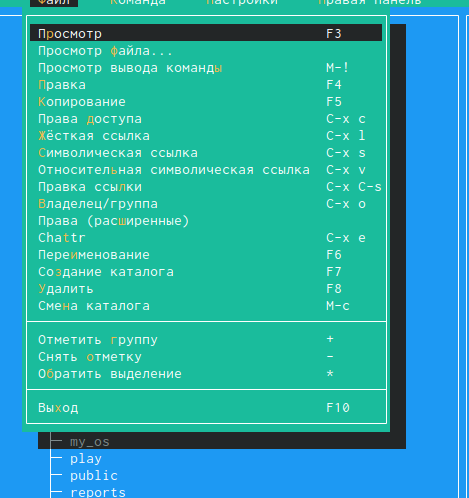 Файл Команда Настройки Правая панель
Просмотр F3
Просмотр файла...
Просмотр вывода команды M-!
Правка F4
Копирование F5
Права доступа C-x c
Жёсткая ссылка C-x l
Символическая ссылка C-x s
Относительная символическая ссылка C-x v
Правка ссылки C-x C-s
Владелец/группа C-x o
Права (расширенные)
Chattr C-x e
Переименование F6
Создание каталога F7
Удалить F8
Смена каталога M-c
Отметить группу +
Снять отметку -
Обратить выделение *
Выход F10
my_os
play
public
reports